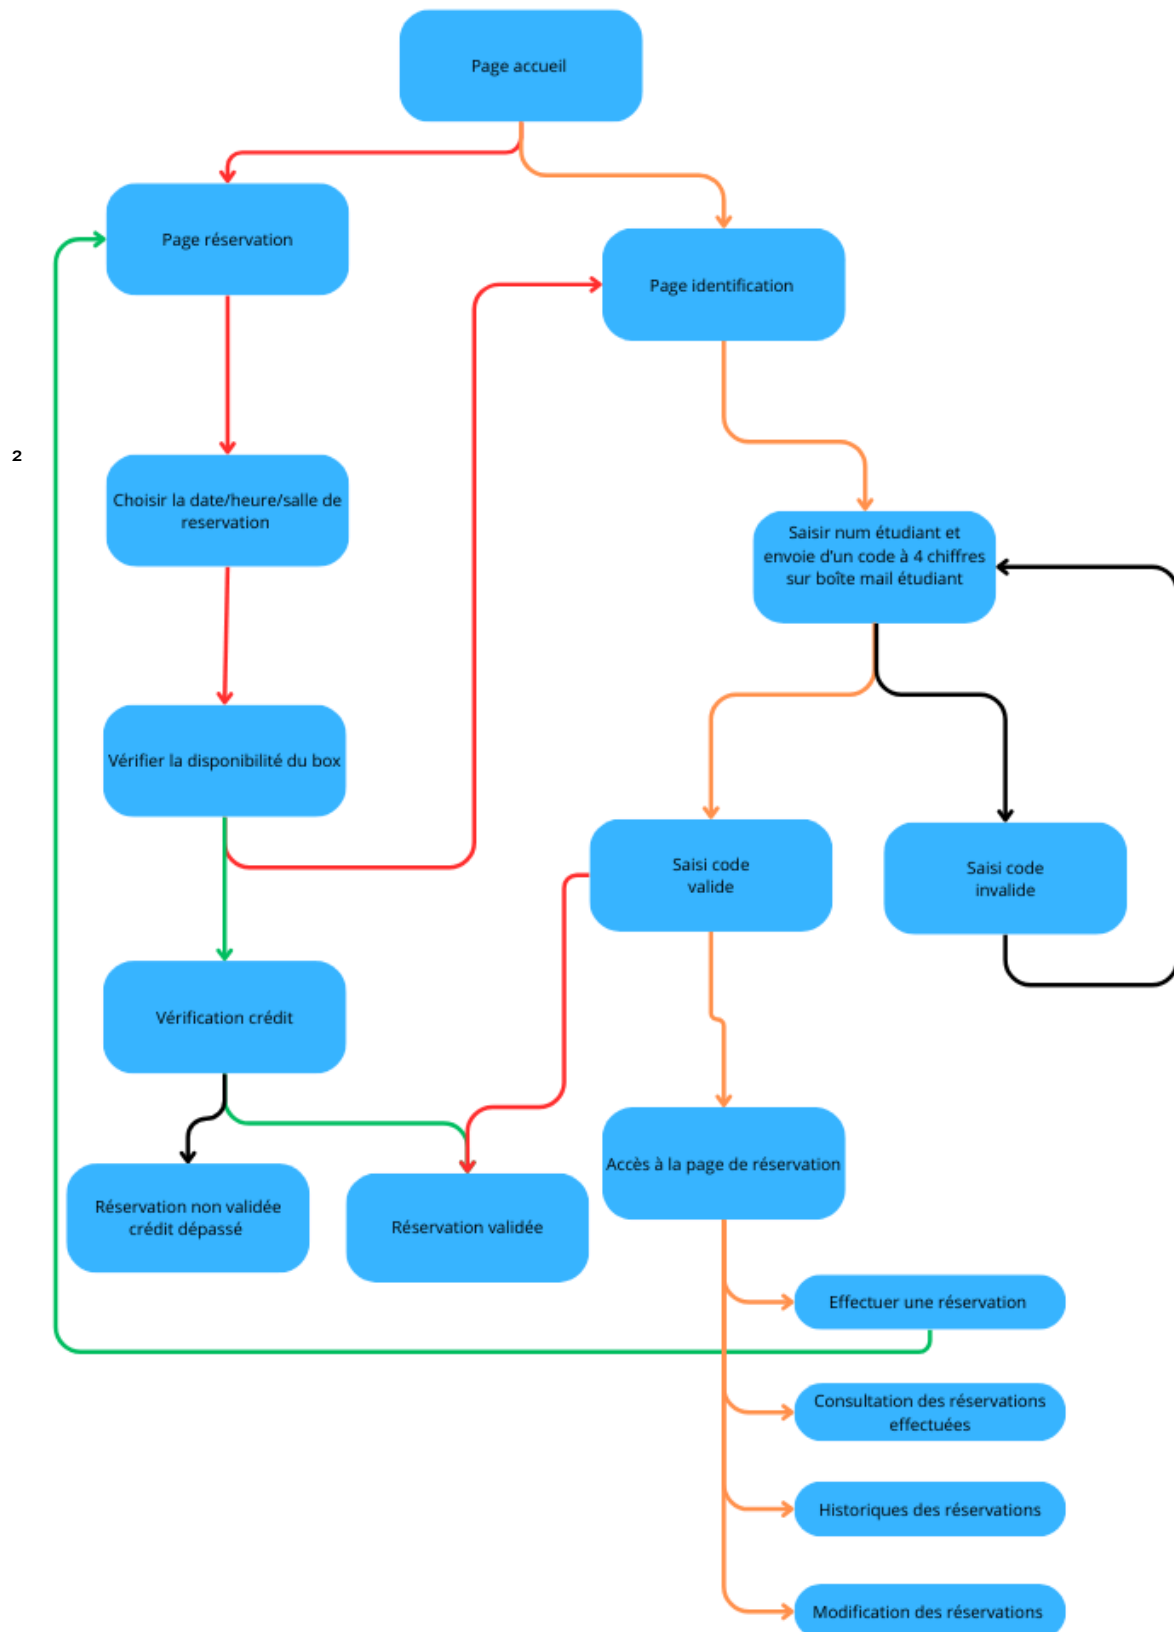 Page accueil
Page réservation
Page identification
2
Choisir la date/heure/salle de
reservation
Saisir num étudiant et
envoie d'un code à 4 chiffres
sur boîte mail étudiant
Vérifier la disponibilité du box
Saisi code
valide
Saisi code
invalide
Vérification crédit
Accès à la page de réservation
Réservation non validée
crédit dépassé
Réservation validée
Effectuer une réservation
Consultation des réservations
effectuées
Historiques des réservations
Modification des réservations